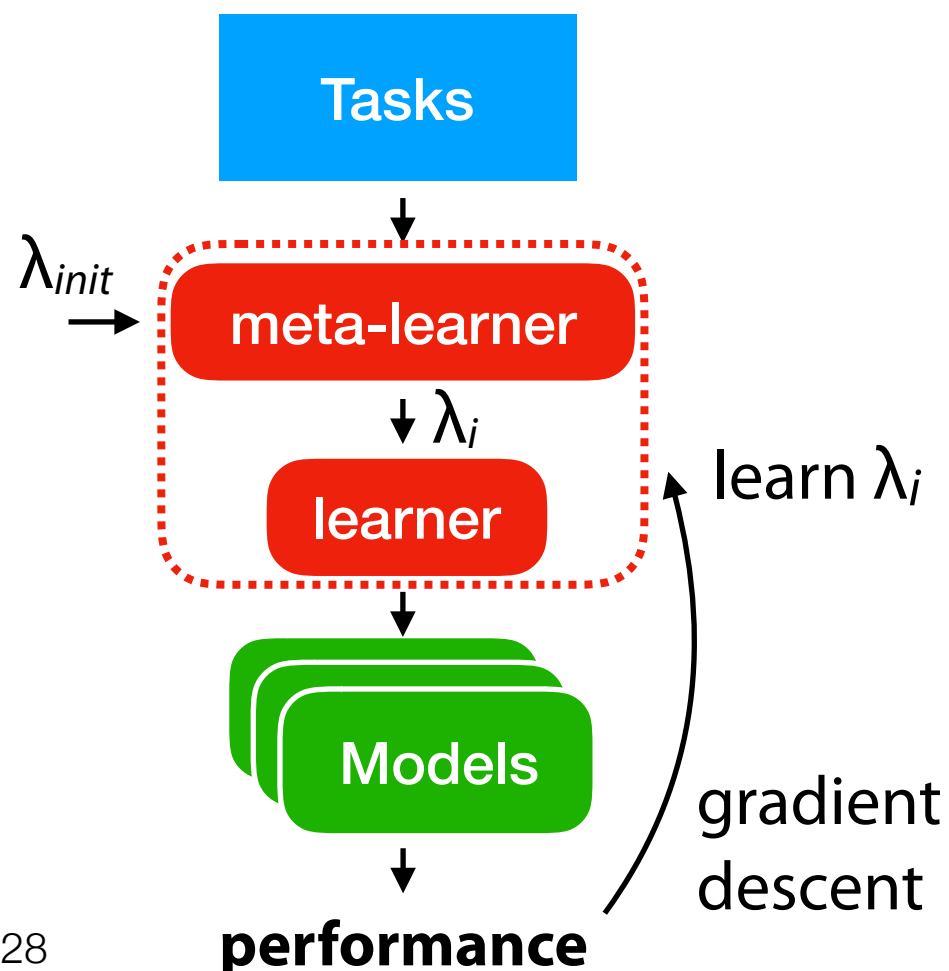 Tasks
λinit
meta-learner
λi
learner
learn λi
Models
gradient
descent
performance
28